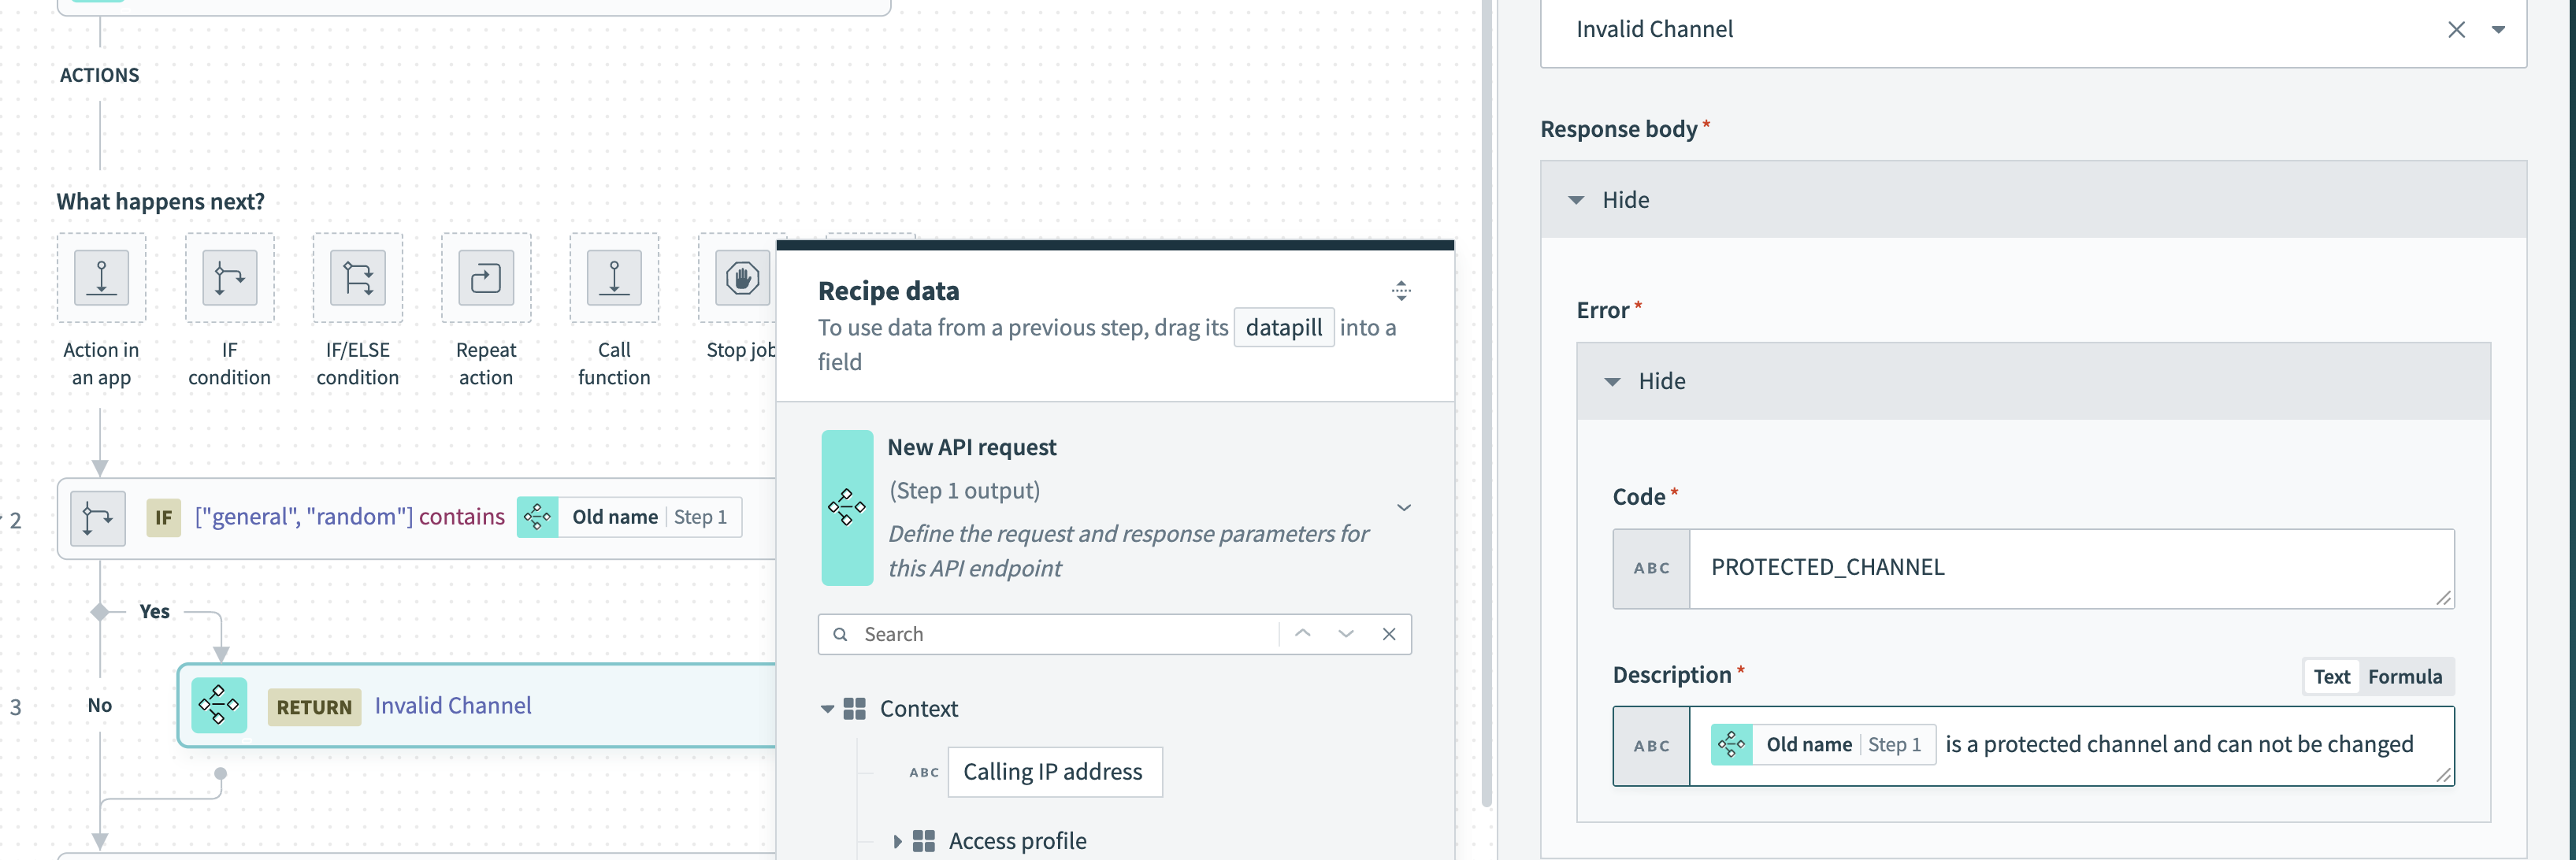 ACTIONS
What happens next?
Action in
an app
IF
condition
IF/ELSE
condition
Repeat
action
Call
function
Stop job
2
IF ["general", "random"] contains Old name Step 1
Yes
3
No
RETURN Invalid Channel
Recipe data
To use data from a previous step, drag its datapill into a
field
New API request
(Step 1 output)
Define the request and response parameters for
this API endpoint
Search
Context
ABC Calling IP address
Access profile
Invalid Channel
Response body *
Hide
Error *
Hide
Code *
ABC PROTECTED_CHANNEL
Description * Text Formula
ABC Old name Step 1 is a protected channel and can not be changed